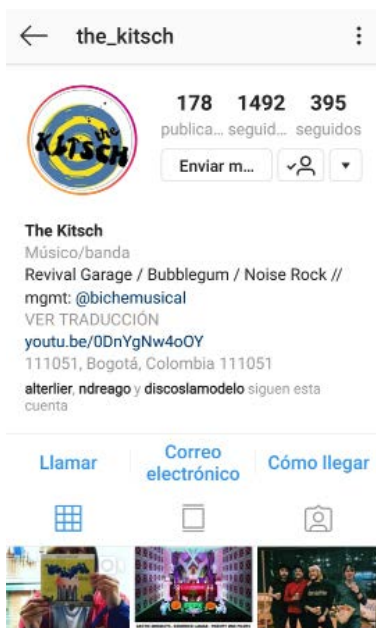 the_kitsch
the
KITSCH
178 1492 395
publica... seguid... seguidos
Enviar m...
The Kitsch
Músico/banda
Revival Garage / Bubblegum / Noise Rock //
mgmt: @bichemusical
VER TRADUCCIÓN
youtu.be/0DnYgNw4oOY
111051, Bogotá, Colombia 111051
alterlier, ndreago y discoslamodelo siguen esta
cuenta
Llamar
Correo
electrónico
Cómo llegar